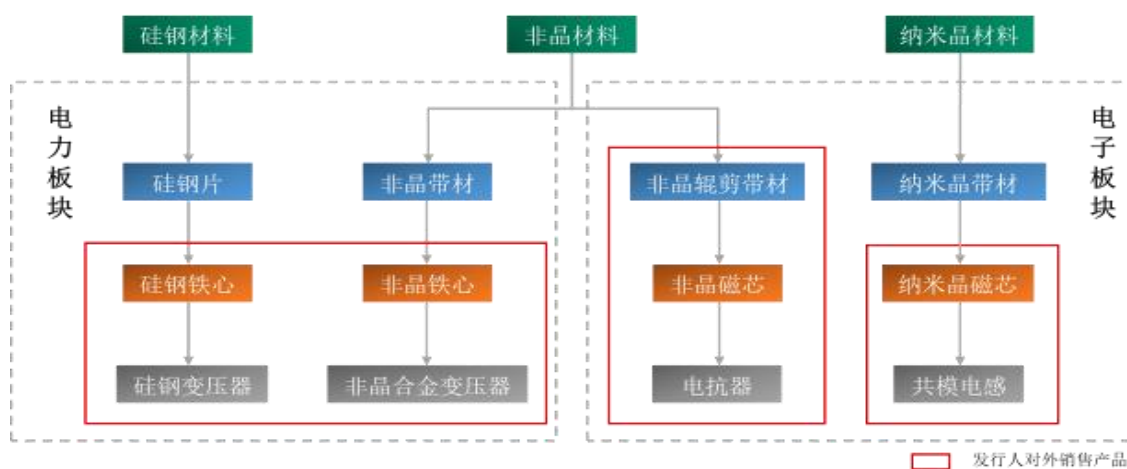 硅钢材料
非晶材料
纳米晶材料
电力板块
电子板块
硅钢片
非晶带材
非晶辊剪带材
纳米晶带材
硅钢铁心
非晶铁心
非晶磁芯
纳米晶磁芯
硅钢变压器
非晶合金变压器
电抗器
共模电感
发行人对外销售产品